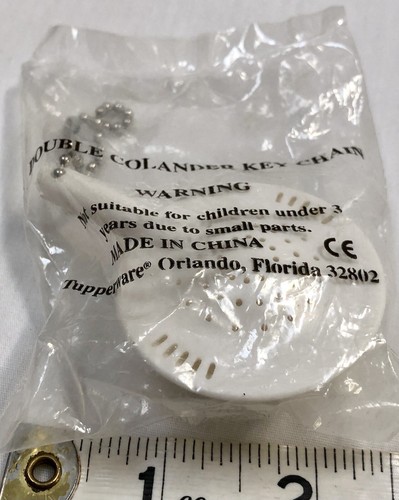 DOUBLE COLANDER KEY CHAIN
WARNING
Not suitable for children under 3
years due to small parts.
MADE IN CHINA CE
Tupperware® Orlando, Florida 32802
1 2